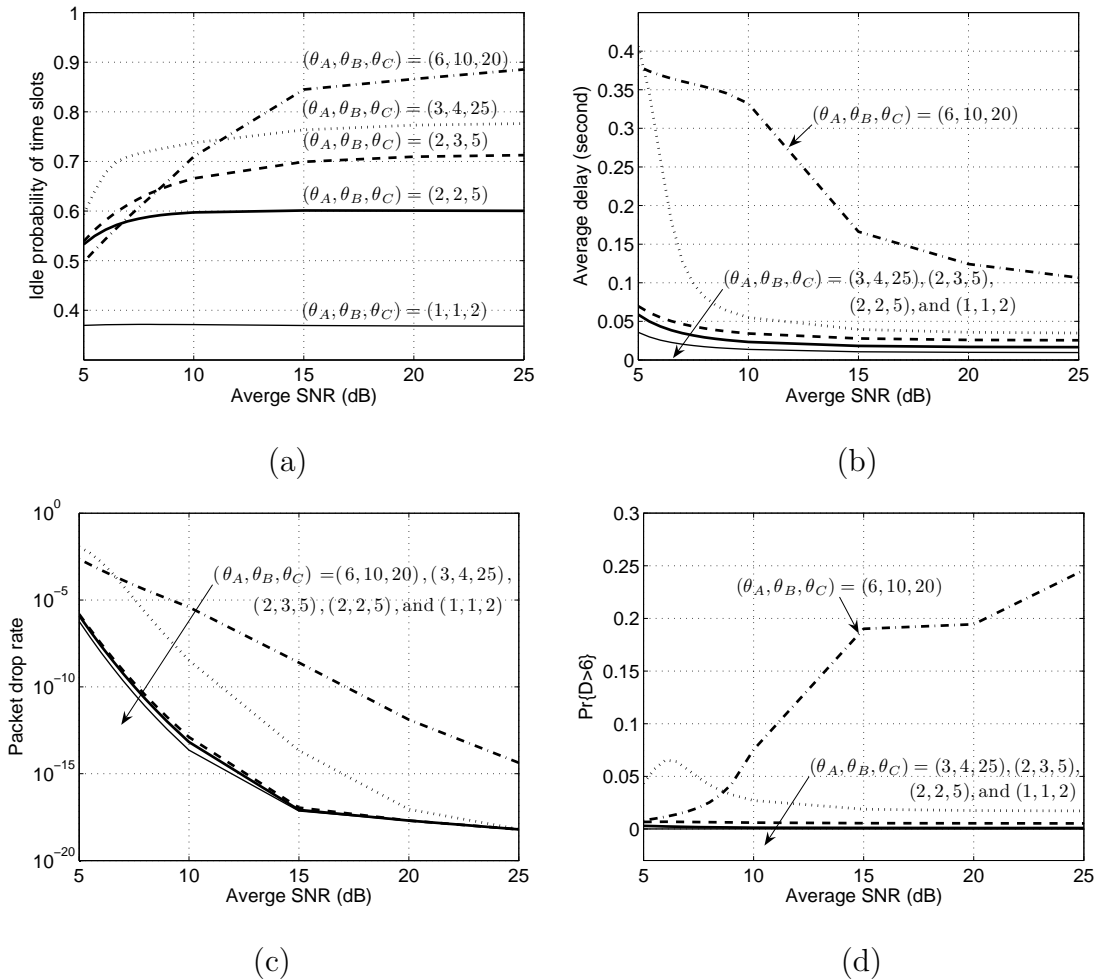 1
0.9
0.8
0.7
0.6
0.5
0.4
Idle probability of time slots
(θ_A, θ_B, θ_C) = (6, 10, 20)
(θ_A, θ_B, θ_C) = (3, 4, 25)
(θ_A, θ_B, θ_C) = (2, 3, 5)
(θ_A, θ_B, θ_C) = (2, 2, 5)
(θ_A, θ_B, θ_C) = (1, 1, 2)
5 10 15 20 25
Averge SNR (dB)
(a)
0.4
0.35
0.3
0.25
0.2
0.15
0.1
0.05
0
Average delay (second)
(θ_A, θ_B, θ_C) = (6, 10, 20)
(θ_A, θ_B, θ_C) = (3, 4, 25), (2, 3, 5),
(2, 2, 5), and (1, 1, 2)
5 10 15 20 25
Averge SNR (dB)
(b)
10^0
10^−5
10^−10
10^−15
10^−20
Packet drop rate
(θ_A, θ_B, θ_C) = (6, 10, 20), (3, 4, 25),
(2, 3, 5), (2, 2, 5), and (1, 1, 2)
5 10 15 20 25
Averge SNR (dB)
(c)
0.3
0.25
0.2
0.15
0.1
0.05
0
Pr{D>6}
(θ_A, θ_B, θ_C) = (6, 10, 20)
(θ_A, θ_B, θ_C) = (3, 4, 25), (2, 3, 5),
(2, 2, 5), and (1, 1, 2)
5 10 15 20 25
Average SNR (dB)
(d)